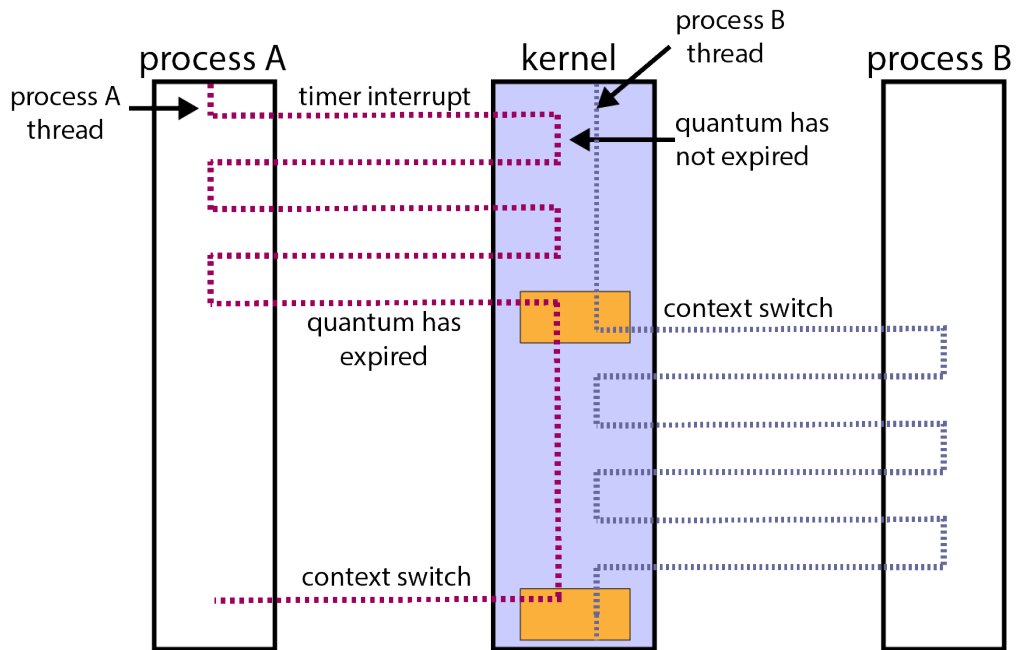 process A
kernel
process B
thread
process B
process A
thread
timer interrupt
quantum has
not expired
context switch
quantum has
expired
context switch